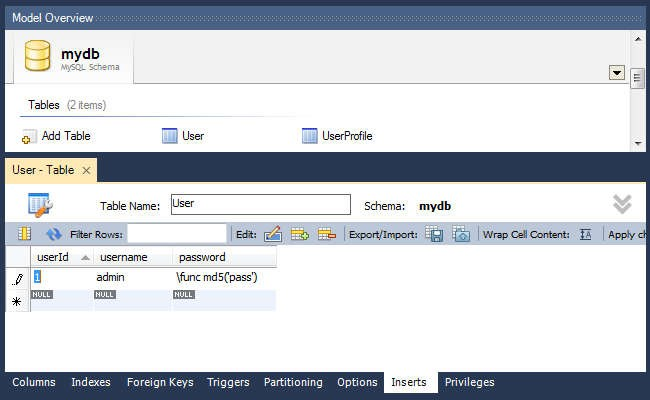 Model Overview
mydb
MySQL Schema
Tables (2 items)
Add Table User UserProfile
User - Table
Table Name: User Schema: mydb
Filter Rows: Edit: Export/Import: Wrap Cell Content: Apply ch
userId username password
1 admin \func md5('pass')
NULL NULL NULL
Columns Indexes Foreign Keys Triggers Partitioning Options Inserts Privileges